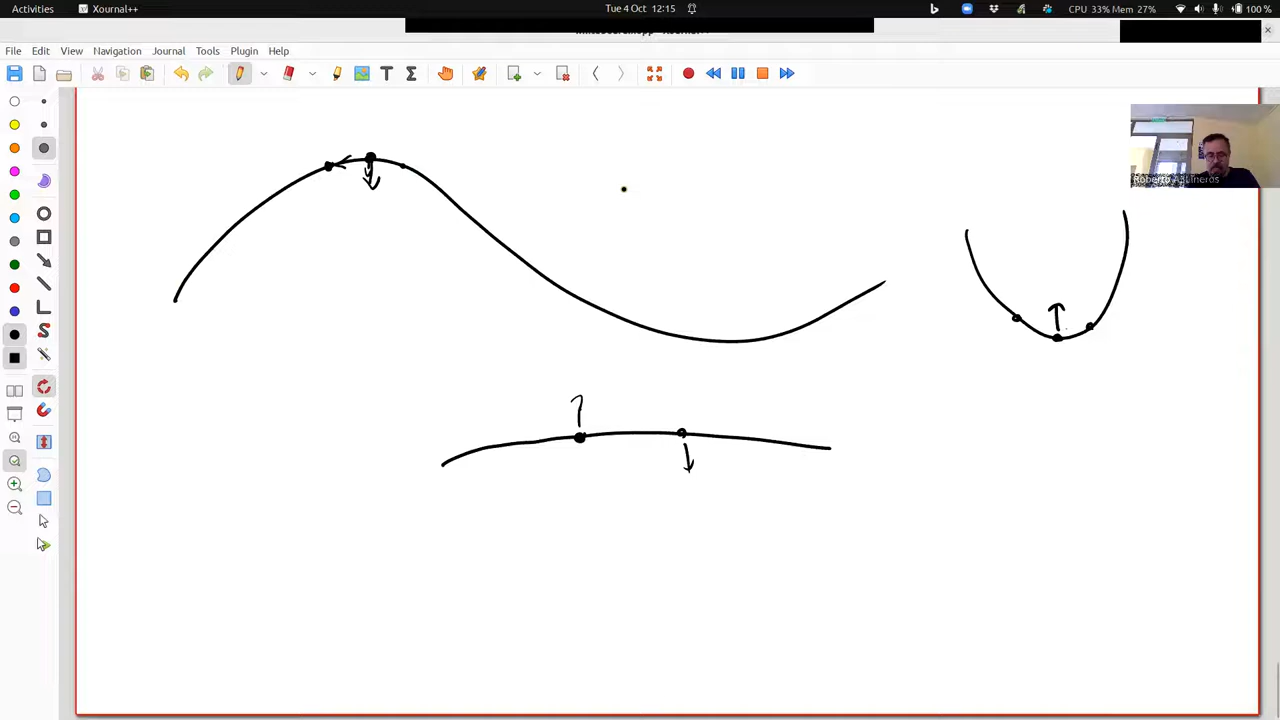 Activities
Xournal++
Tue 4 Oct 12:15
CPU 33% Mem 27%
100 %
File Edit View Navigation Journal Tools Plugin Help